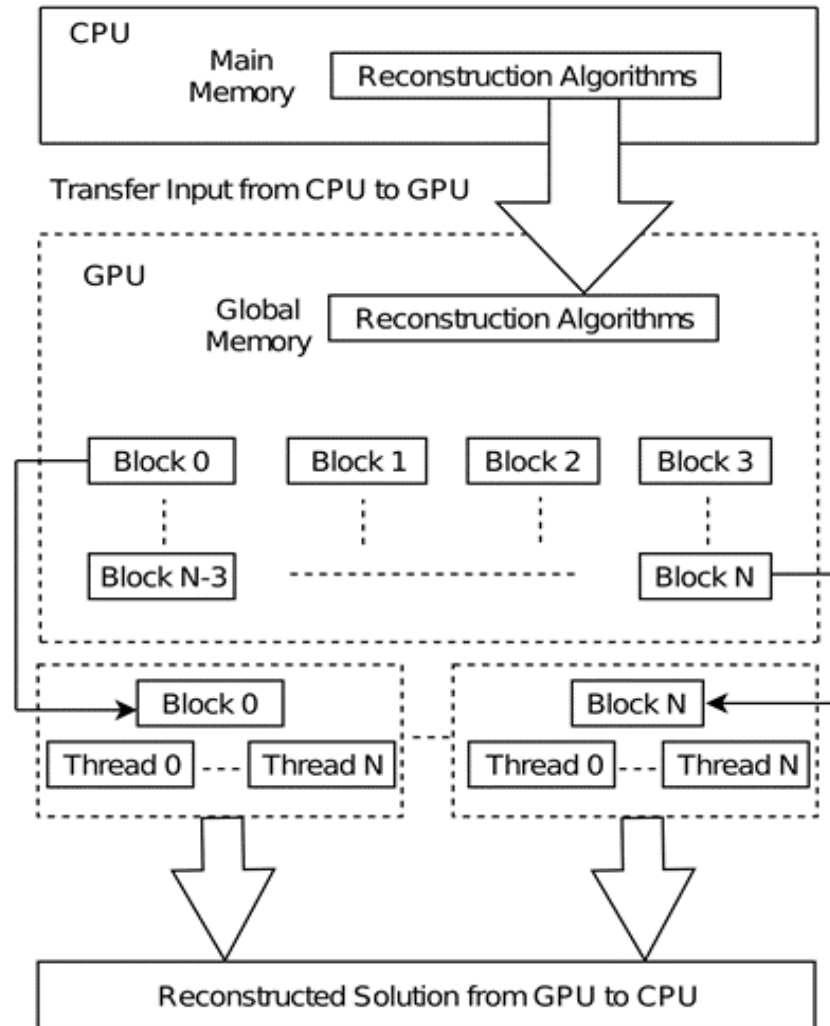 CPU
Main
Memory
Reconstruction Algorithms
Transfer Input from CPU to GPU
GPU
Global
Memory
Reconstruction Algorithms
Block 0
Block 1
Block 2
Block 3
Block N-3
Block N
Block 0
Thread 0
Thread N
Block N
Thread 0
Thread N
Reconstructed Solution from GPU to CPU